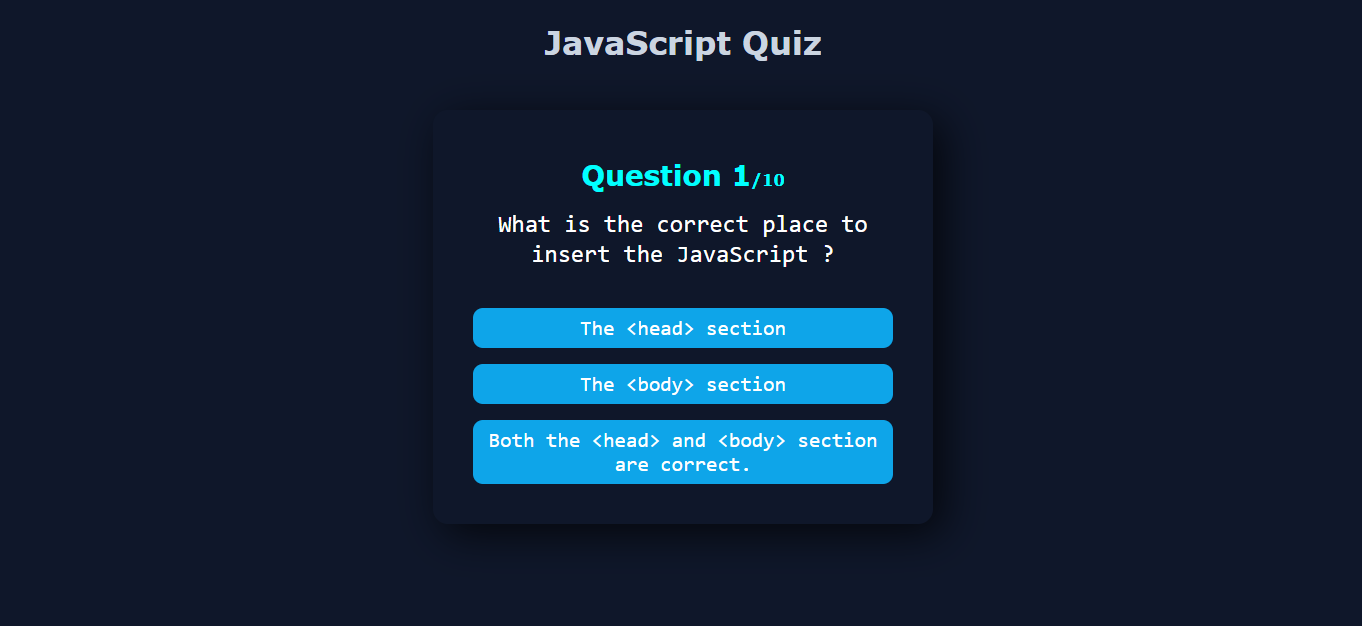 JavaScript Quiz
Question 1/10
What is the correct place to
insert the JavaScript ?
The <head> section
The <body> section
Both the <head> and <body> section
are correct.